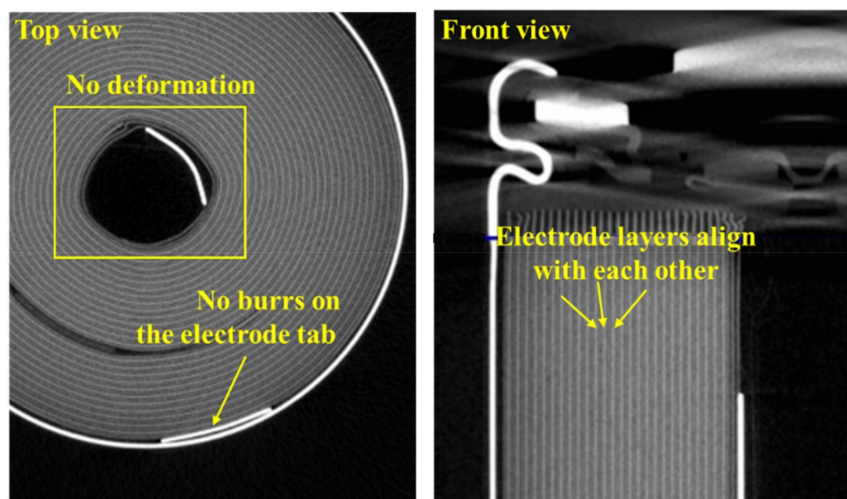 Top view
No deformation
No burrs on
the electrode tab
Front view
Electrode layers align
with each other